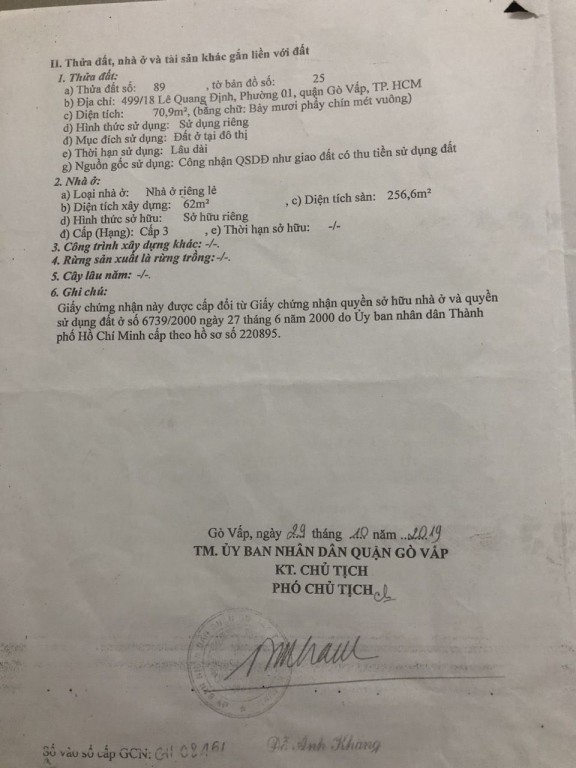 II. Thửa đất, nhà ở và tài sản khác gắn liền với đất
1. Thửa đất:
a) Thửa đất số: 89 , tờ bản đồ số: 25
b) Địa chỉ: 499/18 Lê Quang Định, Phường 01, quận Gò Vấp, TP. HCM
c) Diện tích: 70,9m², (bằng chữ: Bảy mươi phẩy chín mét vuông)
d) Hình thức sử dụng: Sử dụng riêng
đ) Mục đích sử dụng: Đất ở tại đô thị
e) Thời hạn sử dụng: Lâu dài
g) Nguồn gốc sử dụng: Công nhận QSDĐ như giao đất có thu tiền sử dụng đất
2. Nhà ở:
a) Loại nhà ở: Nhà ở riêng lẻ
b) Diện tích xây dựng: 62m² , c) Diện tích sàn: 256,6m²
d) Hình thức sở hữu: Sở hữu riêng
đ) Cấp (Hạng): Cấp 3 , e) Thời hạn sở hữu: -/-
3. Công trình xây dựng khác: -/-.
4. Rừng sản xuất là rừng trồng: -/-.
5. Cây lâu năm: -/-.
6. Ghi chú:
Giấy chứng nhận này được cấp đổi từ Giấy chứng nhận quyền sở hữu nhà ở và quyền
sử dụng đất ở số 6739/2000 ngày 27 tháng 6 năm 2000 do Ủy ban nhân dân Thành
phố Hồ Chí Minh cấp theo hồ sơ số 220895.
Gò Vấp, ngày 29 tháng 10 năm ..2019
TM. ỦY BAN NHÂN DÂN QUẬN GÒ VẤP
KT. CHỦ TỊCH
PHÓ CHỦ TỊCH
Số vào sổ cấp GCN: CH 03161
Đỗ Anh Khang